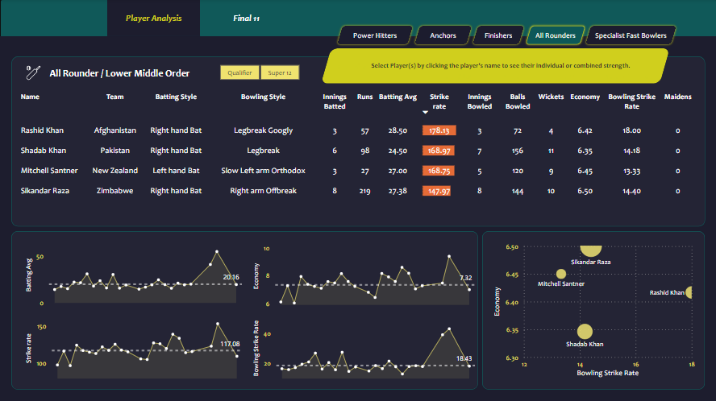 Player Analysis Final 11
Power Hitters Anchors Finishers All Rounders Specialist Fast Bowlers
Select Player(s) by clicking the player's name to see their individual or combined strength.
All Rounder / Lower Middle Order Qualifier Super 12
Name Team Batting Style Bowling Style Innings Batted Runs Batting Avg Strike rate Innings Bowled Balls Bowled Wickets Economy Bowling Strike Rate Maidens
Rashid Khan Afghanistan Right hand Bat Legbreak Googly 3 57 28.50 178.13 3 72 4 6.42 18.00 0
Shadab Khan Pakistan Right hand Bat Legbreak 6 98 24.50 168.97 7 156 11 6.35 14.18 0
Mitchell Santner New Zealand Left hand Bat Slow Left arm Orthodox 3 27 27.00 168.75 5 120 9 6.45 13.33 0
Sikandar Raza Zimbabwe Right hand Bat Right arm Offbreak 8 219 27.38 147.97 8 144 10 6.50 14.40 0
Batting Avg
50
0
20.36
Economy
10
8
6
7.32
Strike rate
150
100
117.08
Bowling Strike Rate
40
20
18.43
Economy
6.50
6.45
6.40
6.35
6.30
Sikandar Raza
Mitchell Santner
Rashid Khan
Shadab Khan
12 14 16 18
Bowling Strike Rate